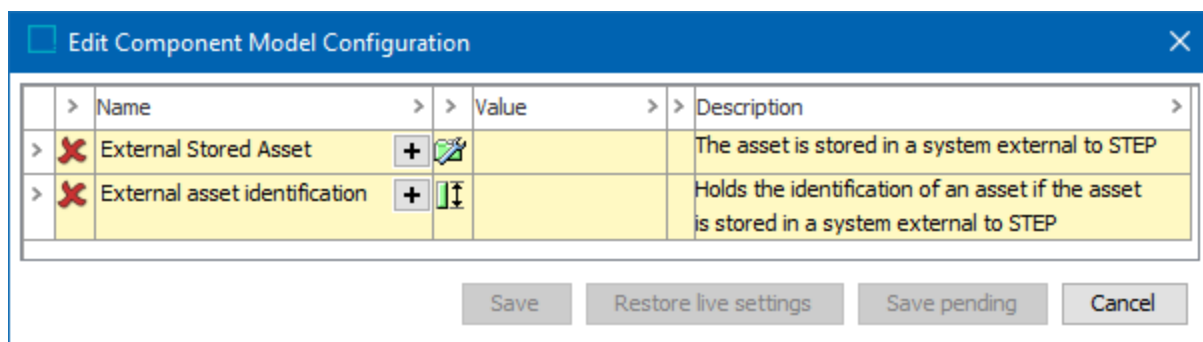 Edit Component Model Configuration
> Name > > Value > > Description >
> External Stored Asset + The asset is stored in a system external to STEP
> External asset identification + Holds the identification of an asset if the asset
is stored in a system external to STEP
Save Restore live settings Save pending Cancel